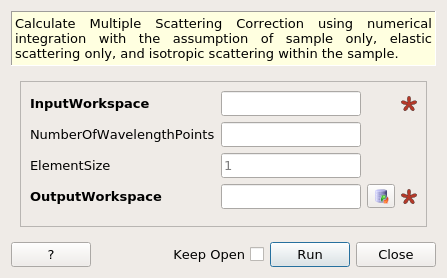 Calculate Multiple Scattering Correction using numerical
integration with the assumption of sample only, elastic
scattering only, and isotropic scattering within the sample.
InputWorkspace
NumberOfWavelengthPoints
ElementSize 1
OutputWorkspace
? Keep Open Run Close